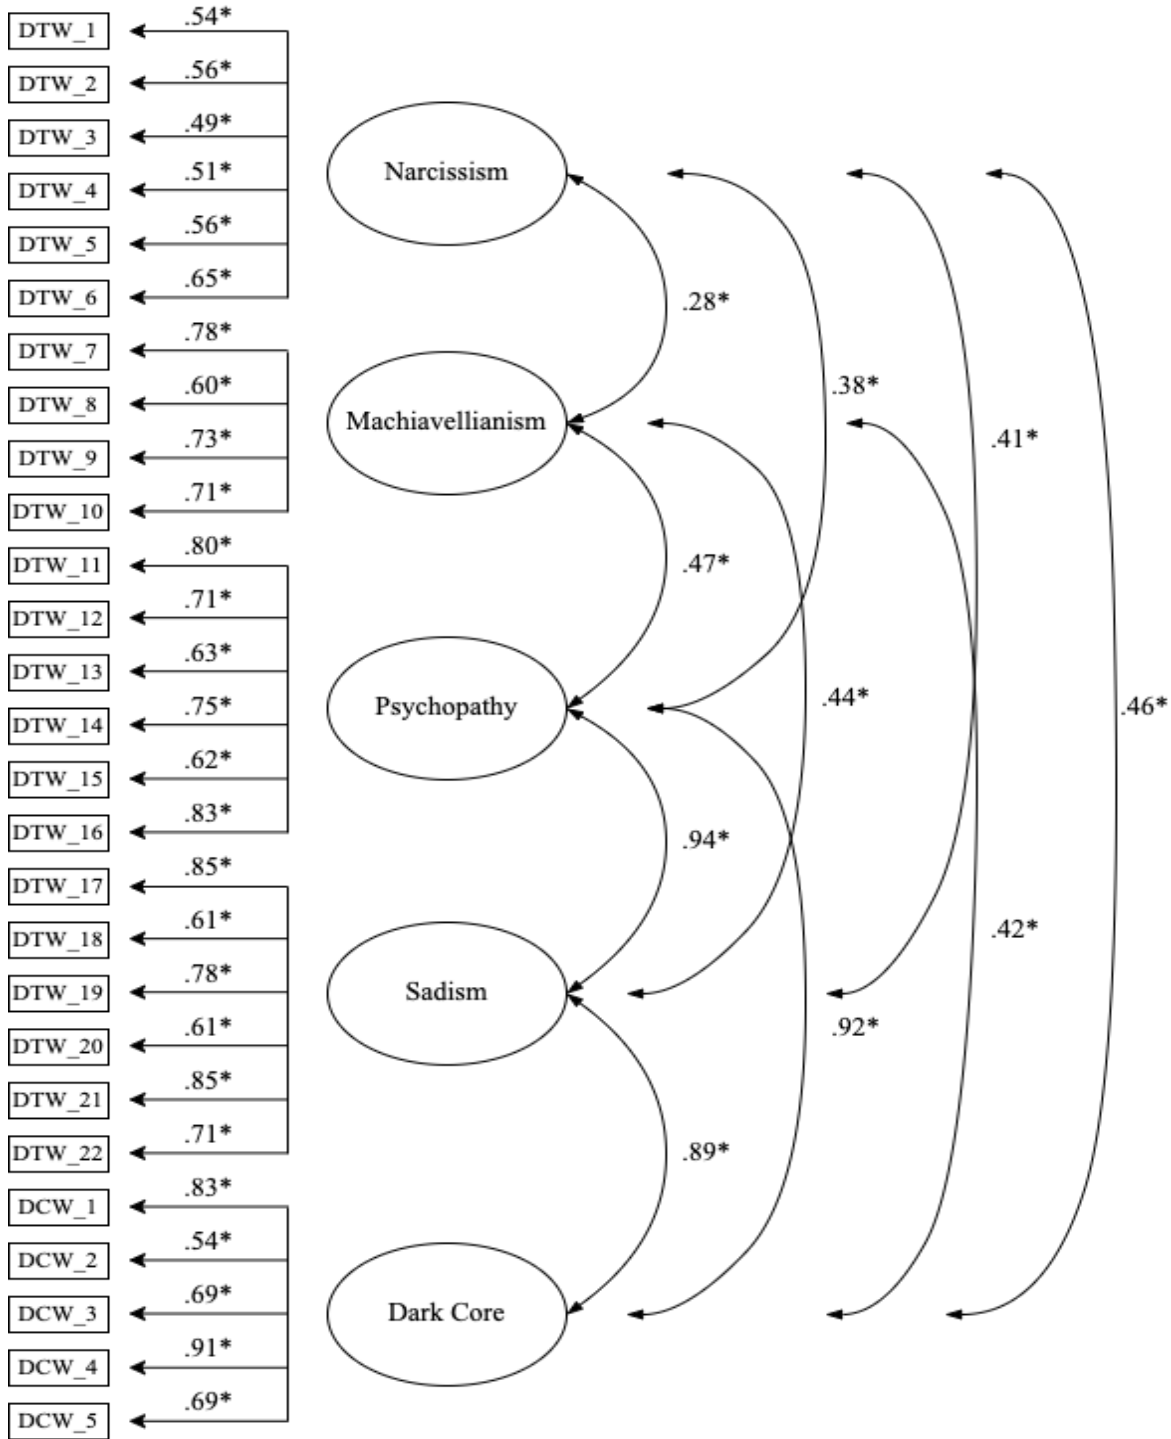 DTW_1 .54*
DTW_2 .56*
DTW_3 .49*
DTW_4 .51*
DTW_5 .56*
DTW_6 .65*
DTW_7 .78*
DTW_8 .60*
DTW_9 .73*
DTW_10 .71*
DTW_11 .80*
DTW_12 .71*
DTW_13 .63*
DTW_14 .75*
DTW_15 .62*
DTW_16 .83*
DTW_17 .85*
DTW_18 .61*
DTW_19 .78*
DTW_20 .61*
DTW_21 .85*
DTW_22 .71*
DCW_1 .83*
DCW_2 .54*
DCW_3 .69*
DCW_4 .91*
DCW_5 .69*
Narcissism
Machiavellianism
Psychopathy
Sadism
Dark Core
.28*
.47*
.94*
.89*
.38*
.44*
.92*
.41*
.42*
.46*